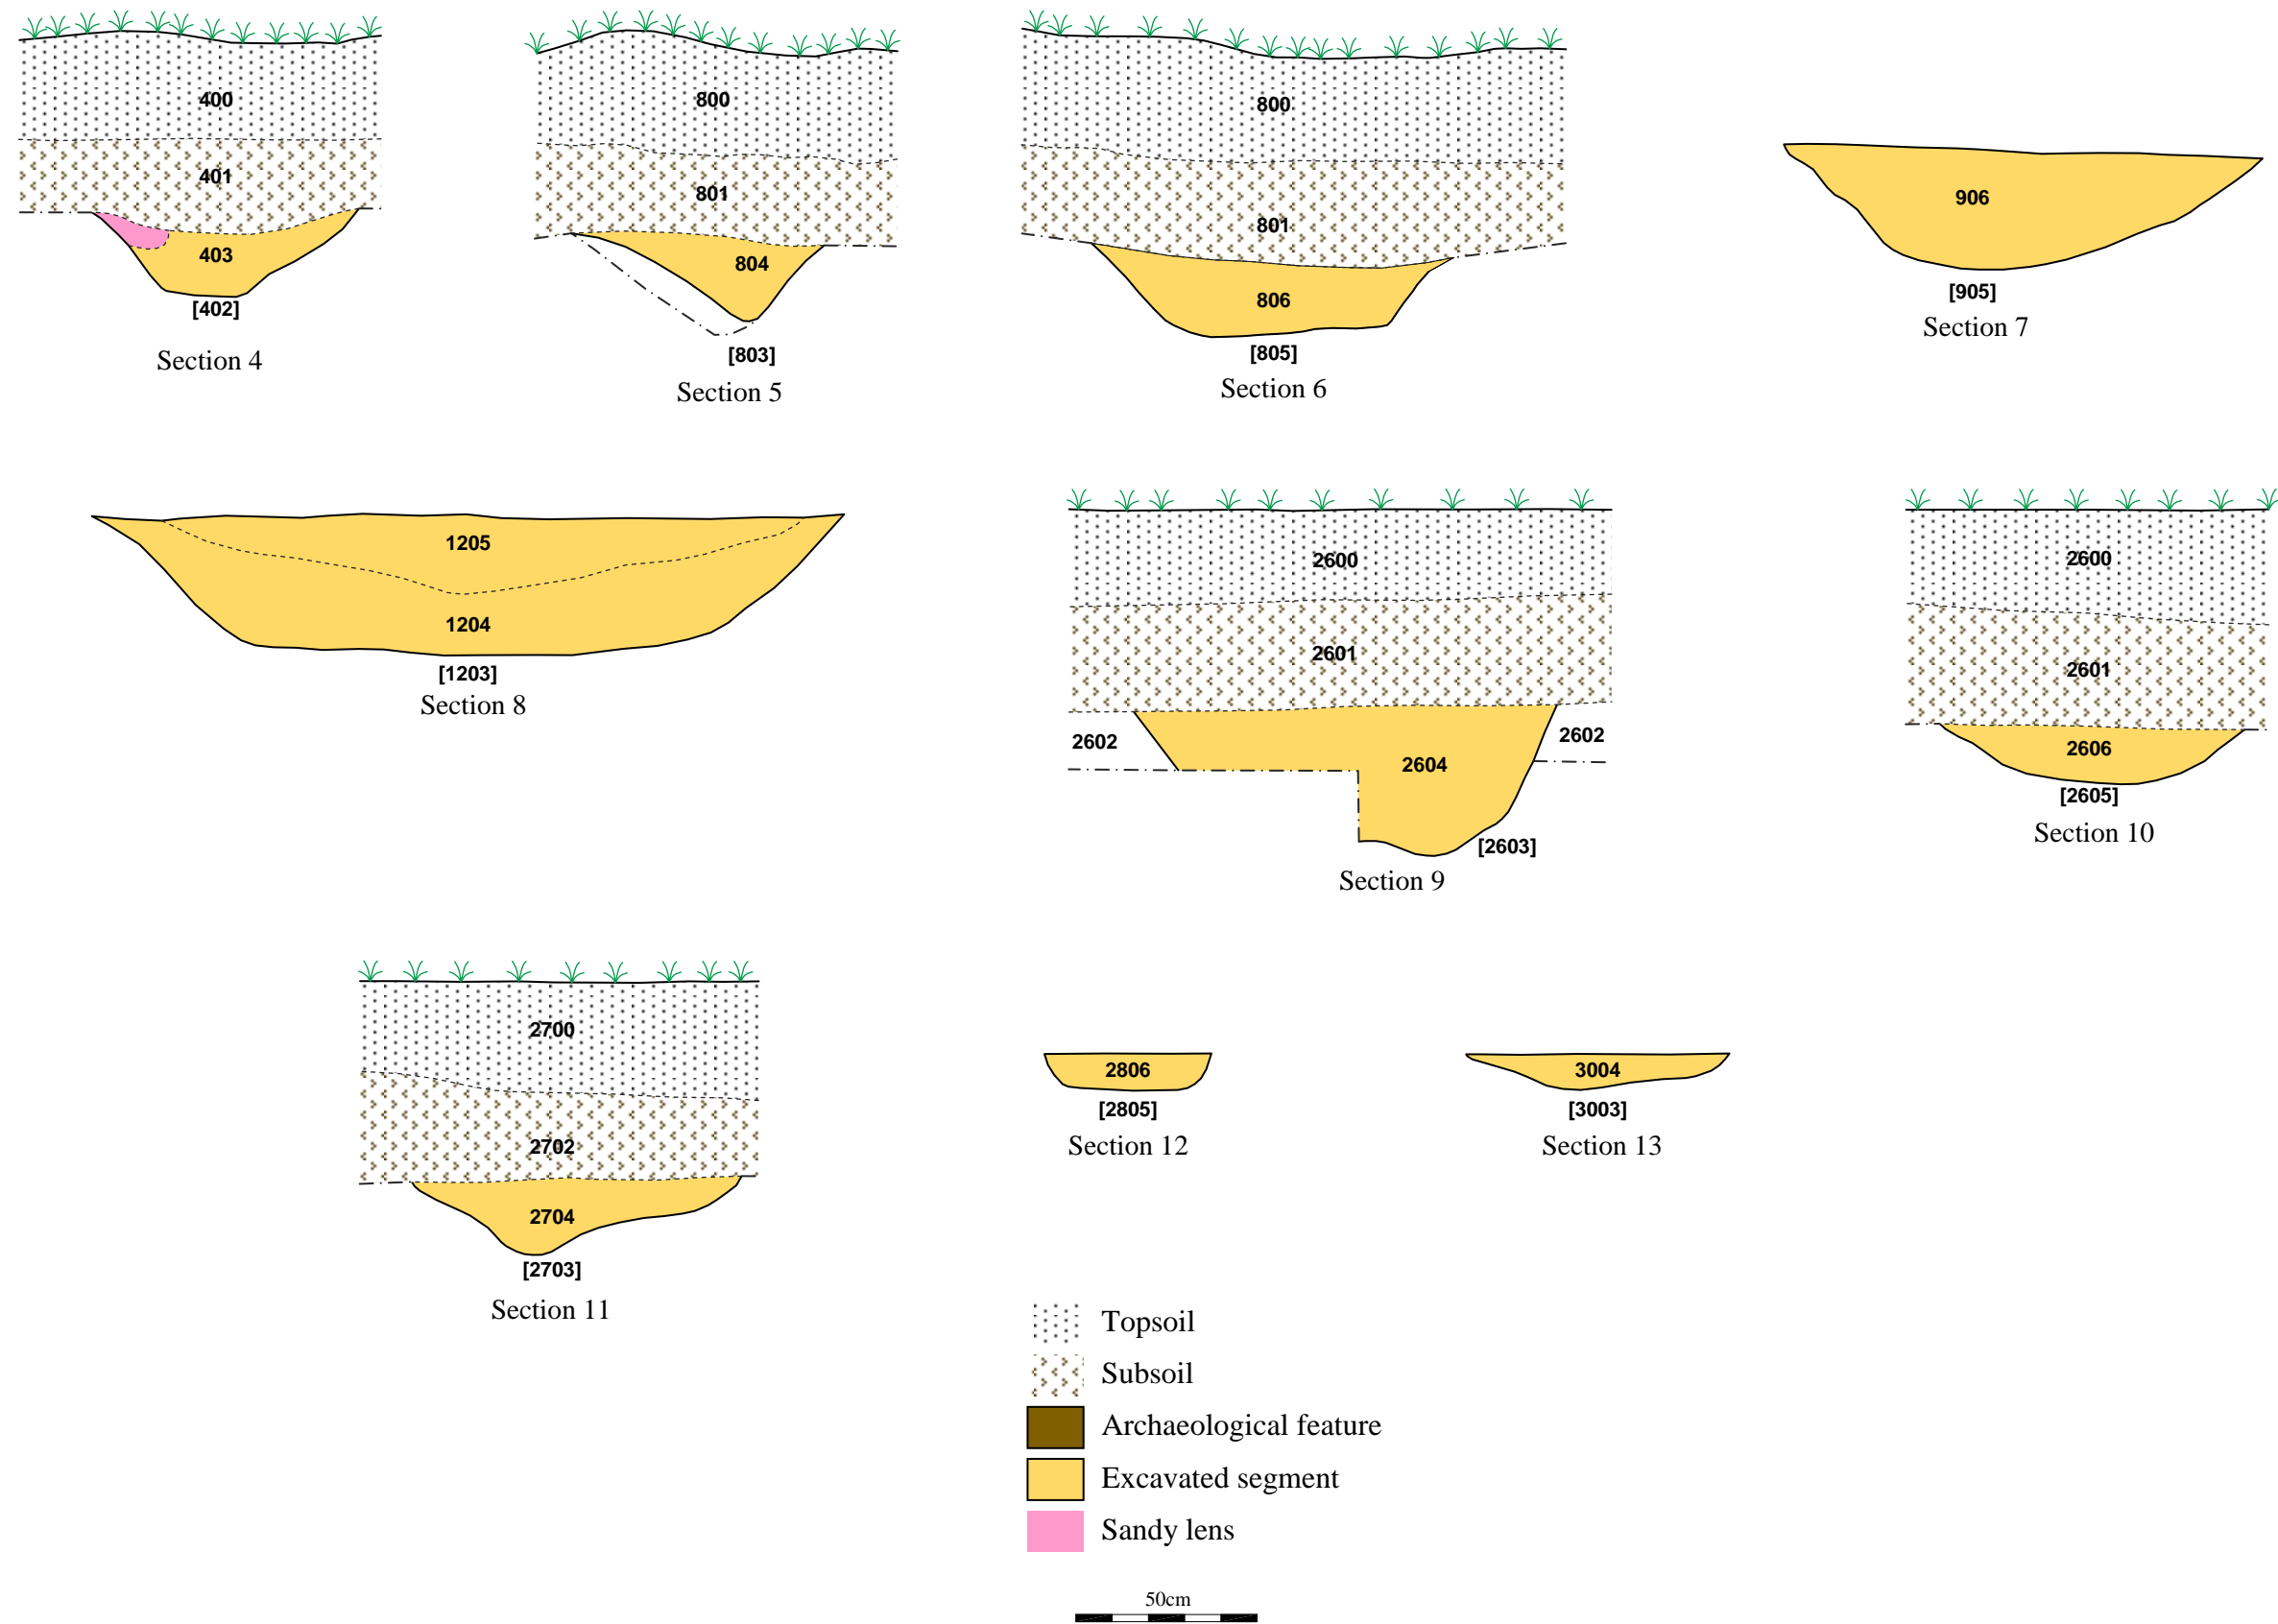 400
401
403
[402]
Section 4
800
801
804
[803]
Section 5
800
801
806
[805]
Section 6
906
[905]
Section 7
1205
1204
[1203]
Section 8
2600
2601
2602
2602
2604
[2603]
Section 9
2600
2601
2606
[2605]
Section 10
2700
2702
2704
[2703]
Section 11
2806
[2805]
Section 12
3004
[3003]
Section 13
Topsoil
Subsoil
Archaeological feature
Excavated segment
Sandy lens
50cm